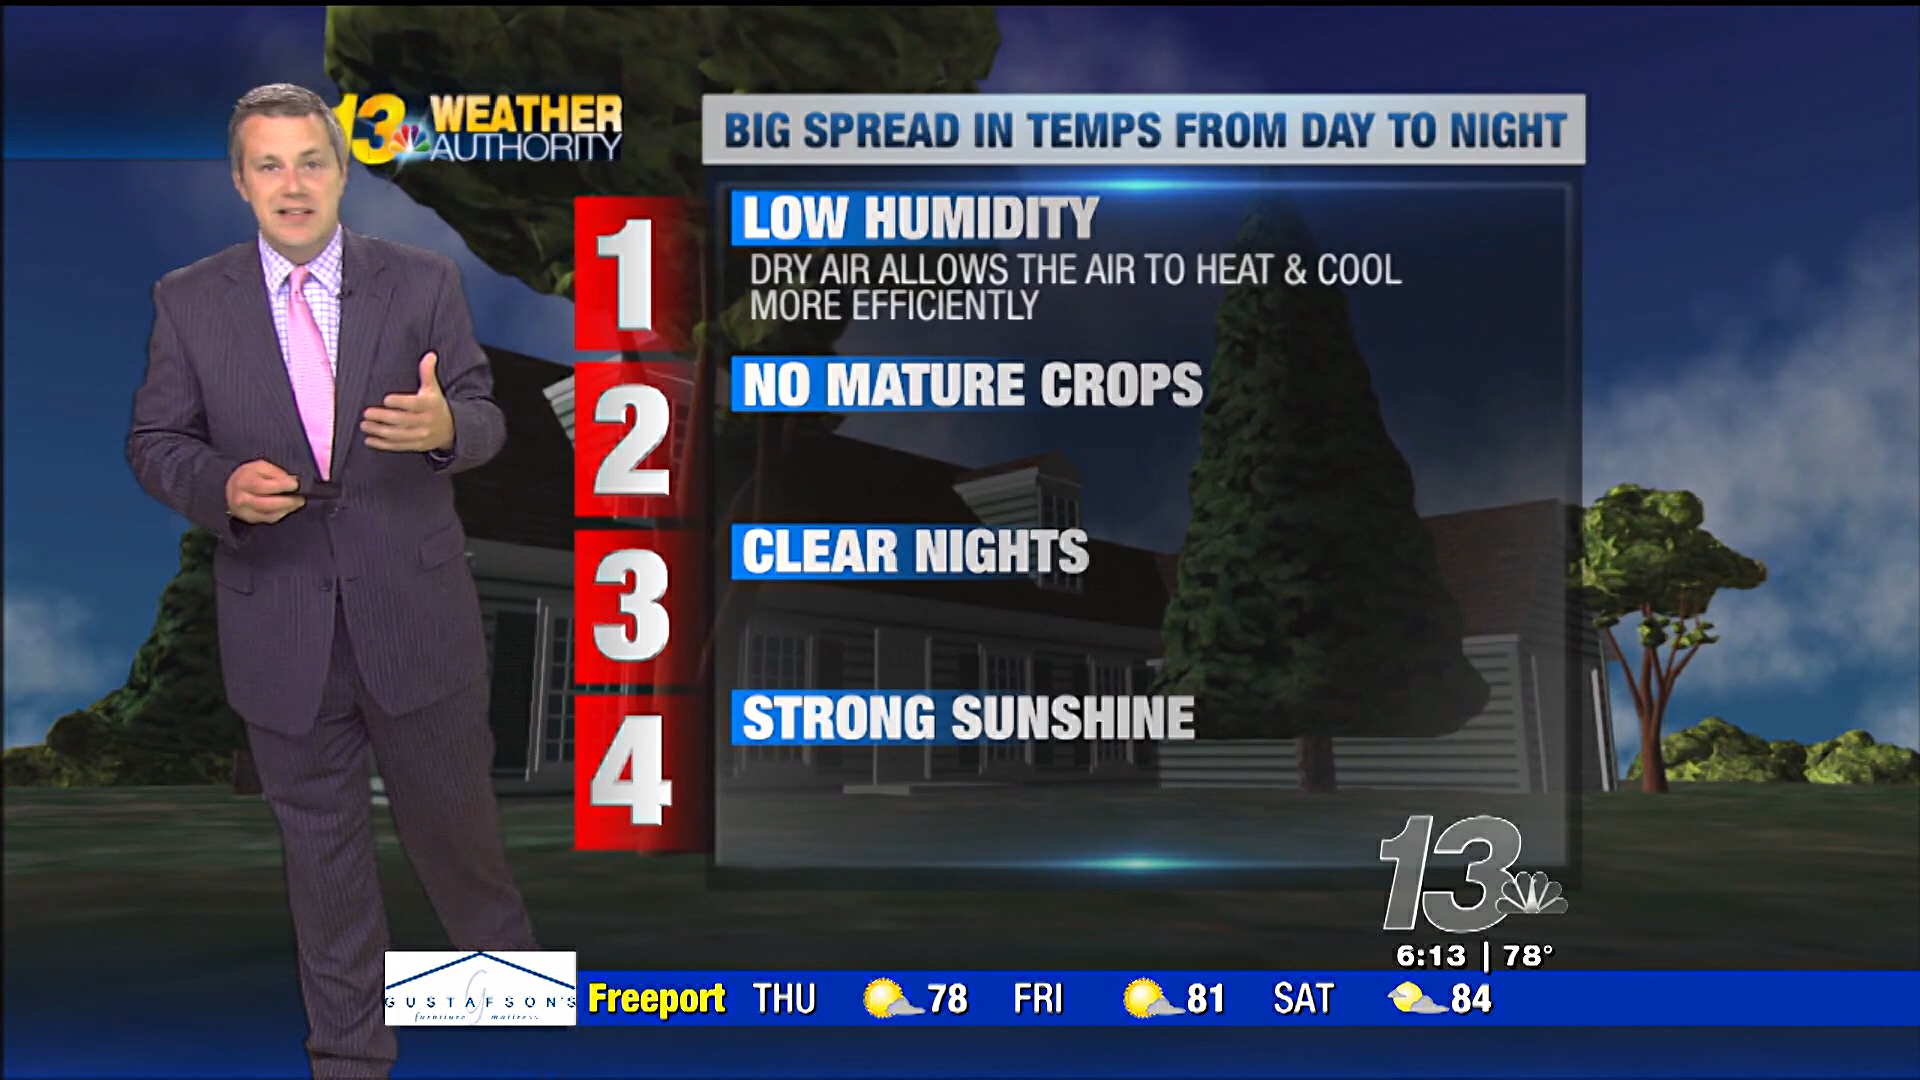 13 WEATHER
AUTHORITY
BIG SPREAD IN TEMPS FROM DAY TO NIGHT
1
LOW HUMIDITY
DRY AIR ALLOWS THE AIR TO HEAT & COOL
MORE EFFICIENTLY
2
NO MATURE CROPS
3
CLEAR NIGHTS
4
STRONG SUNSHINE
13
6:13 | 78°
GUSTAFSON'S
G
furniture mattress
Freeport THU 78 FRI 81 SAT 84